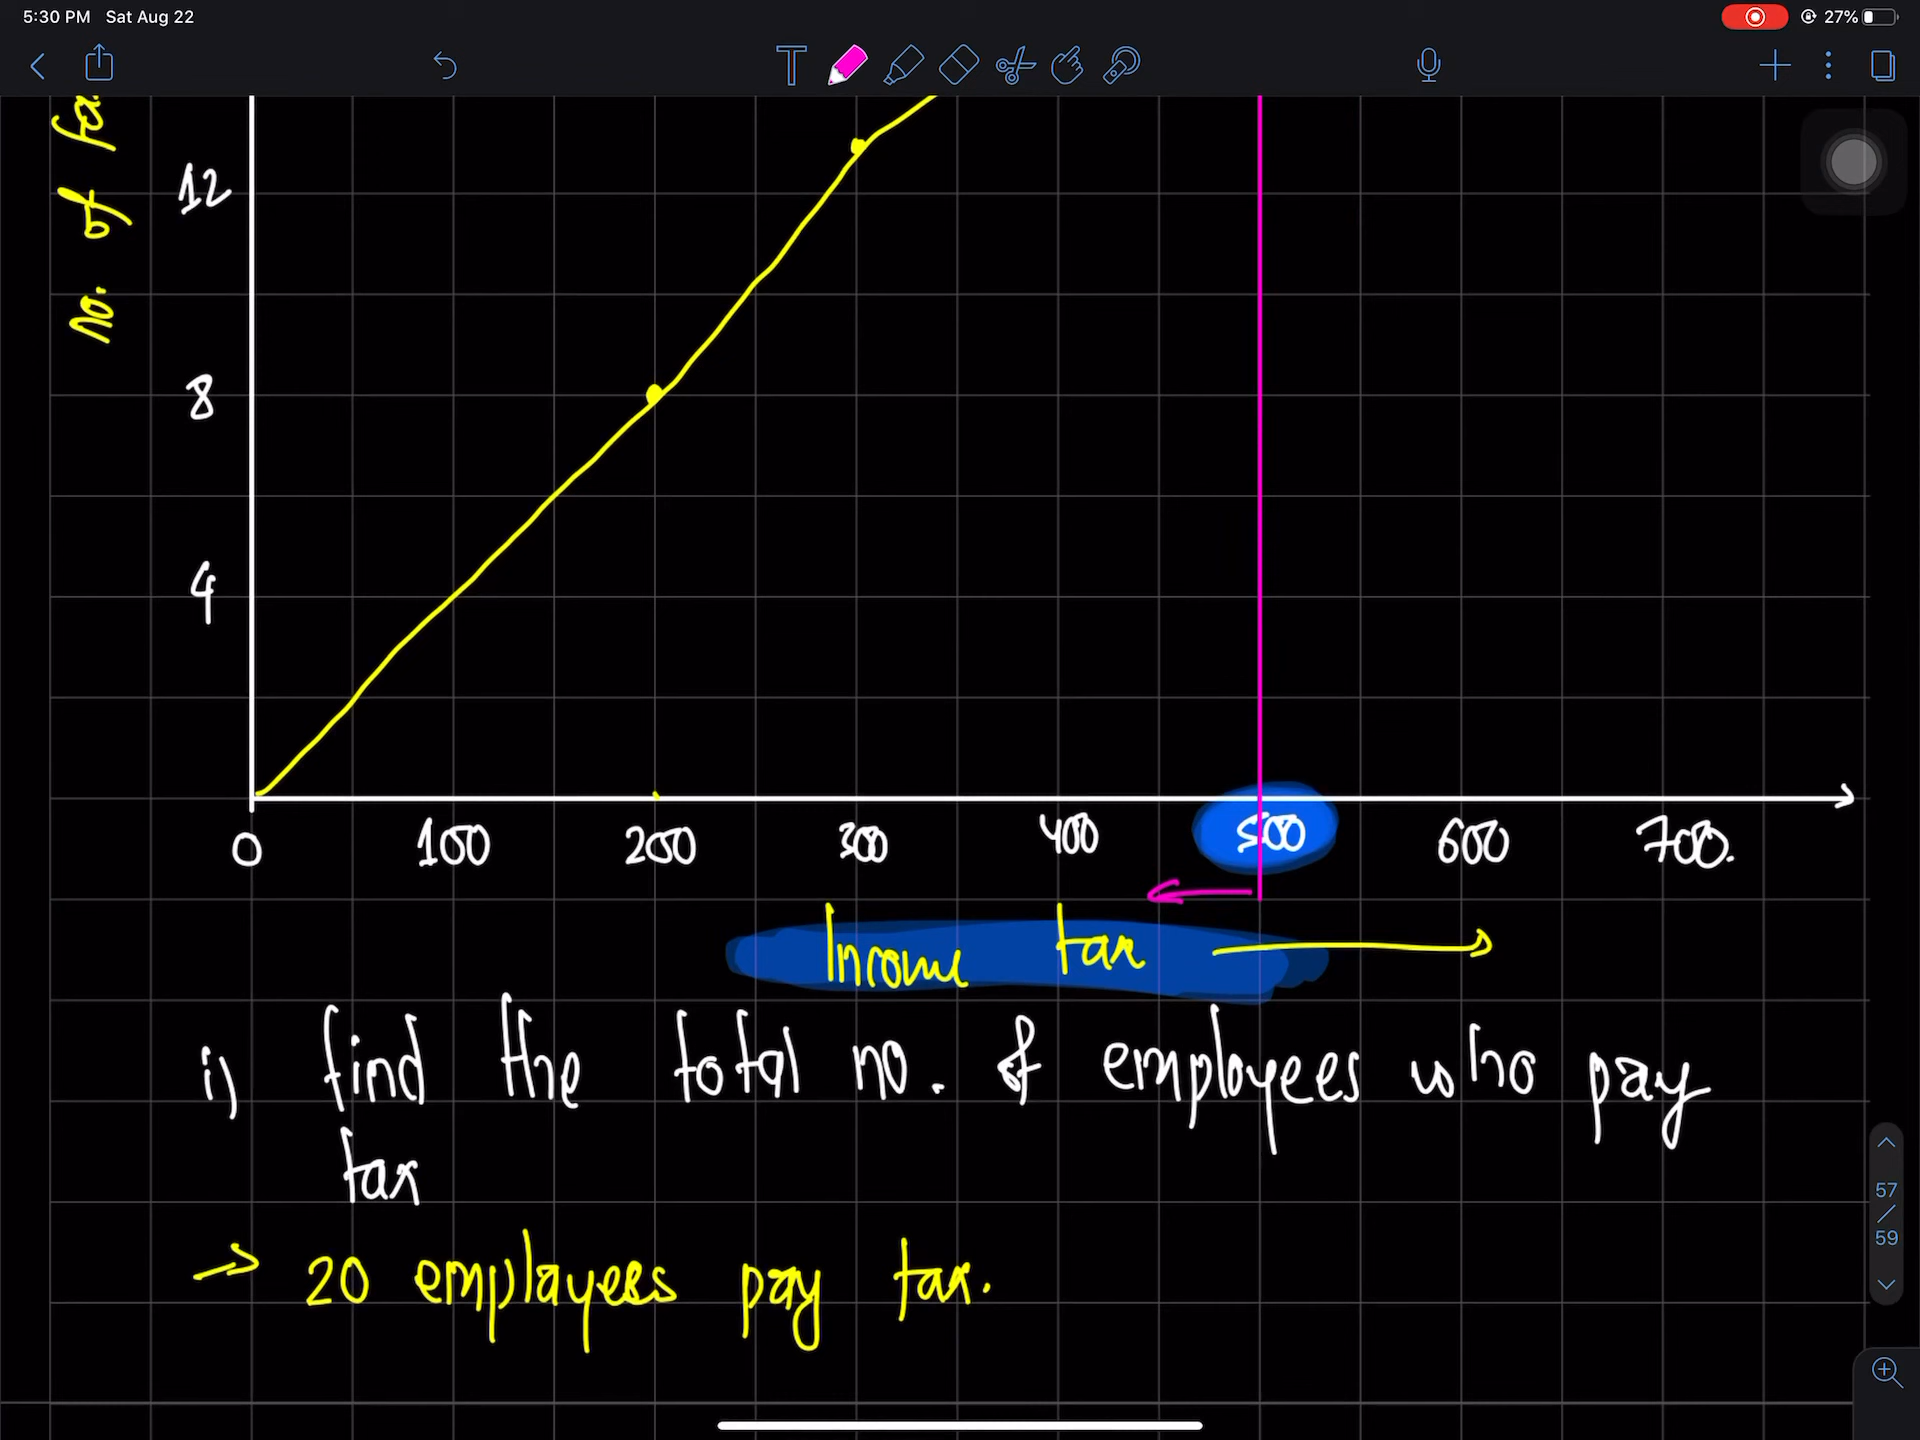 5:30 PM Sat Aug 22
27%
No. of
12
8
4
0 100 200 300 400 500 600 700.
Income tax
i) find the total no. of employees who pay
tax
⇒ 20 employees pay tax.
57
/
59